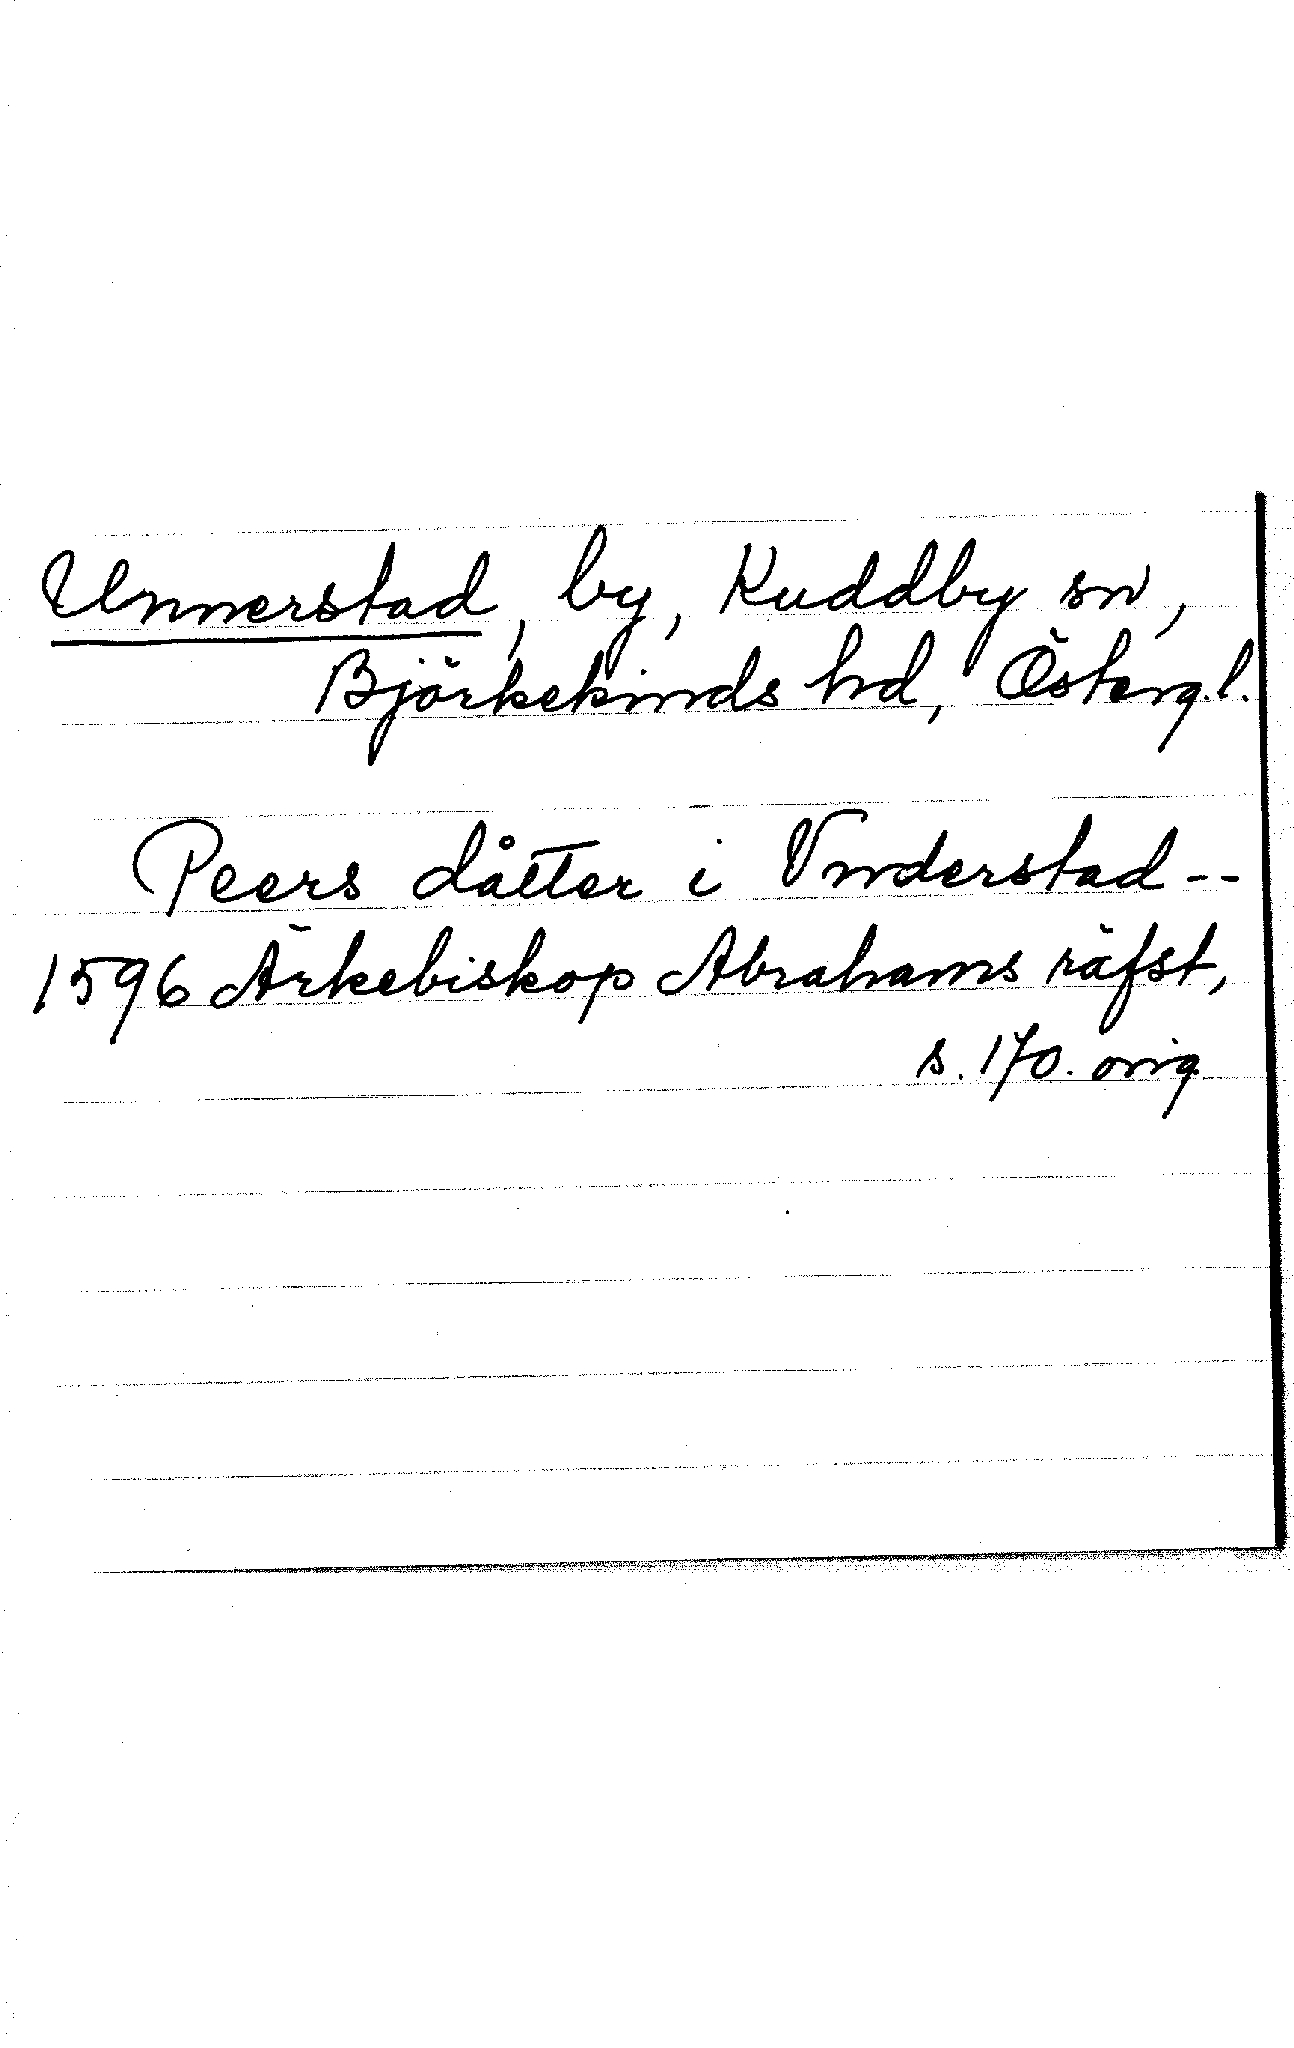 Unnerstad, by, Kuddby sn,
Björkekinds hd, Österg.l.
Peers dåtter i Vnderstad--
1596 Ärkebiskop Abrahams räfst,
s. 170. orig.